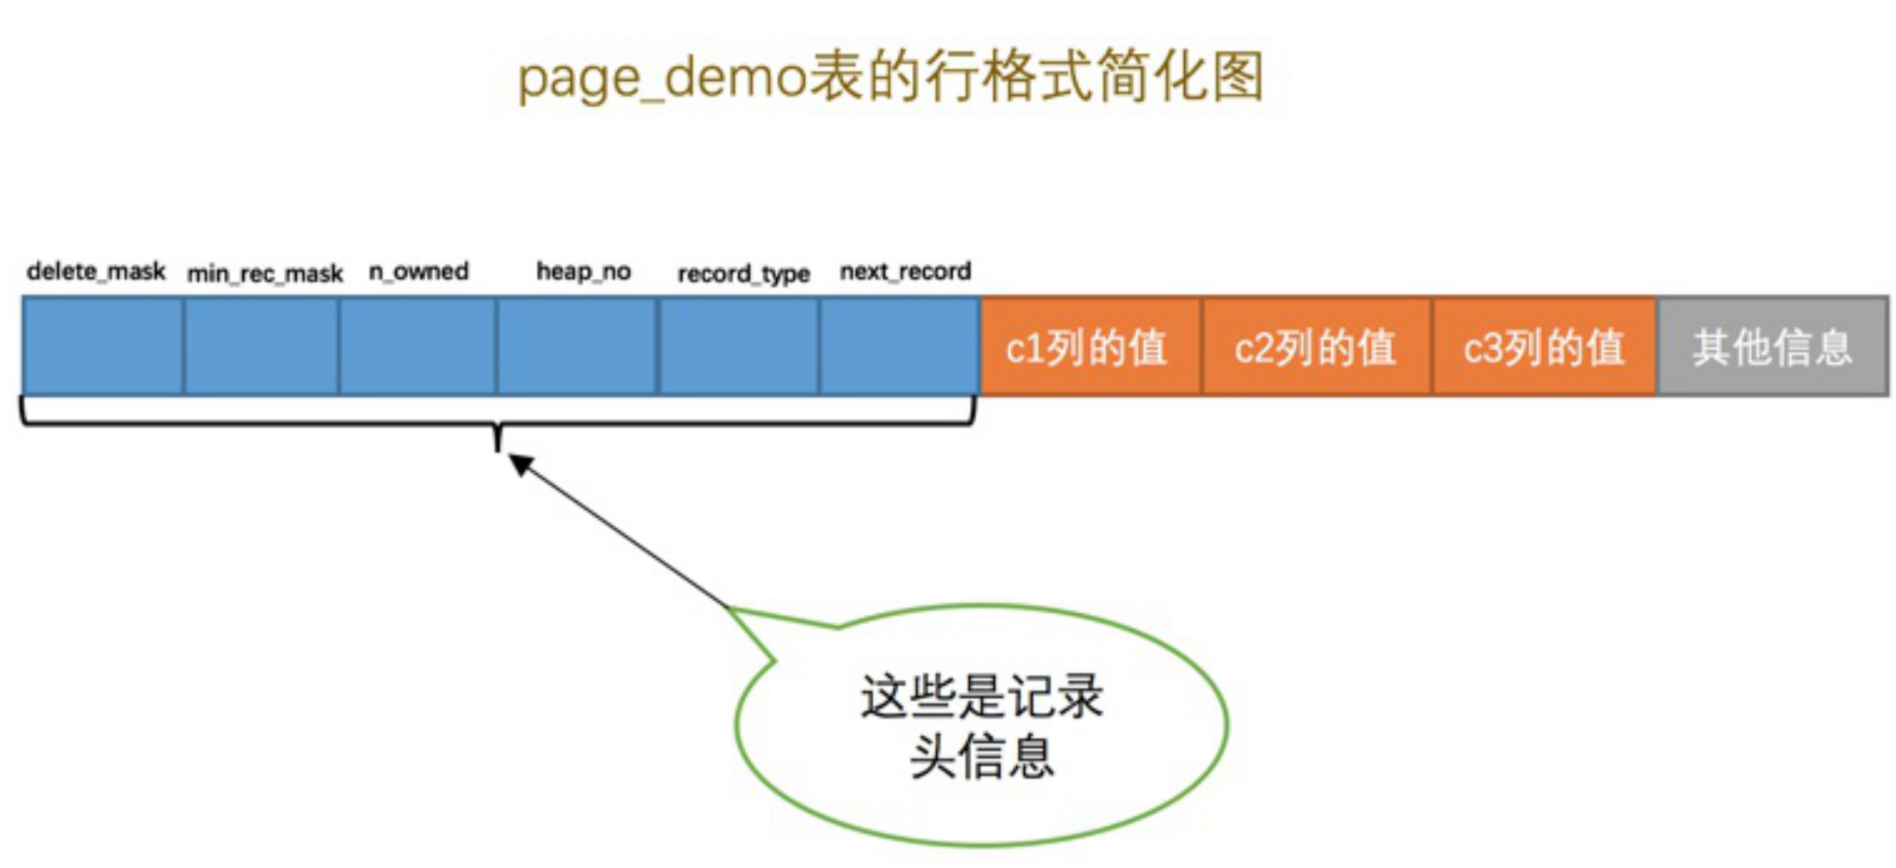 page_demo表的行格式简化图
delete_mask min_rec_mask n_owned heap_no record_type next_record
c1列的值 c2列的值 c3列的值 其他信息
这些是记录
头信息